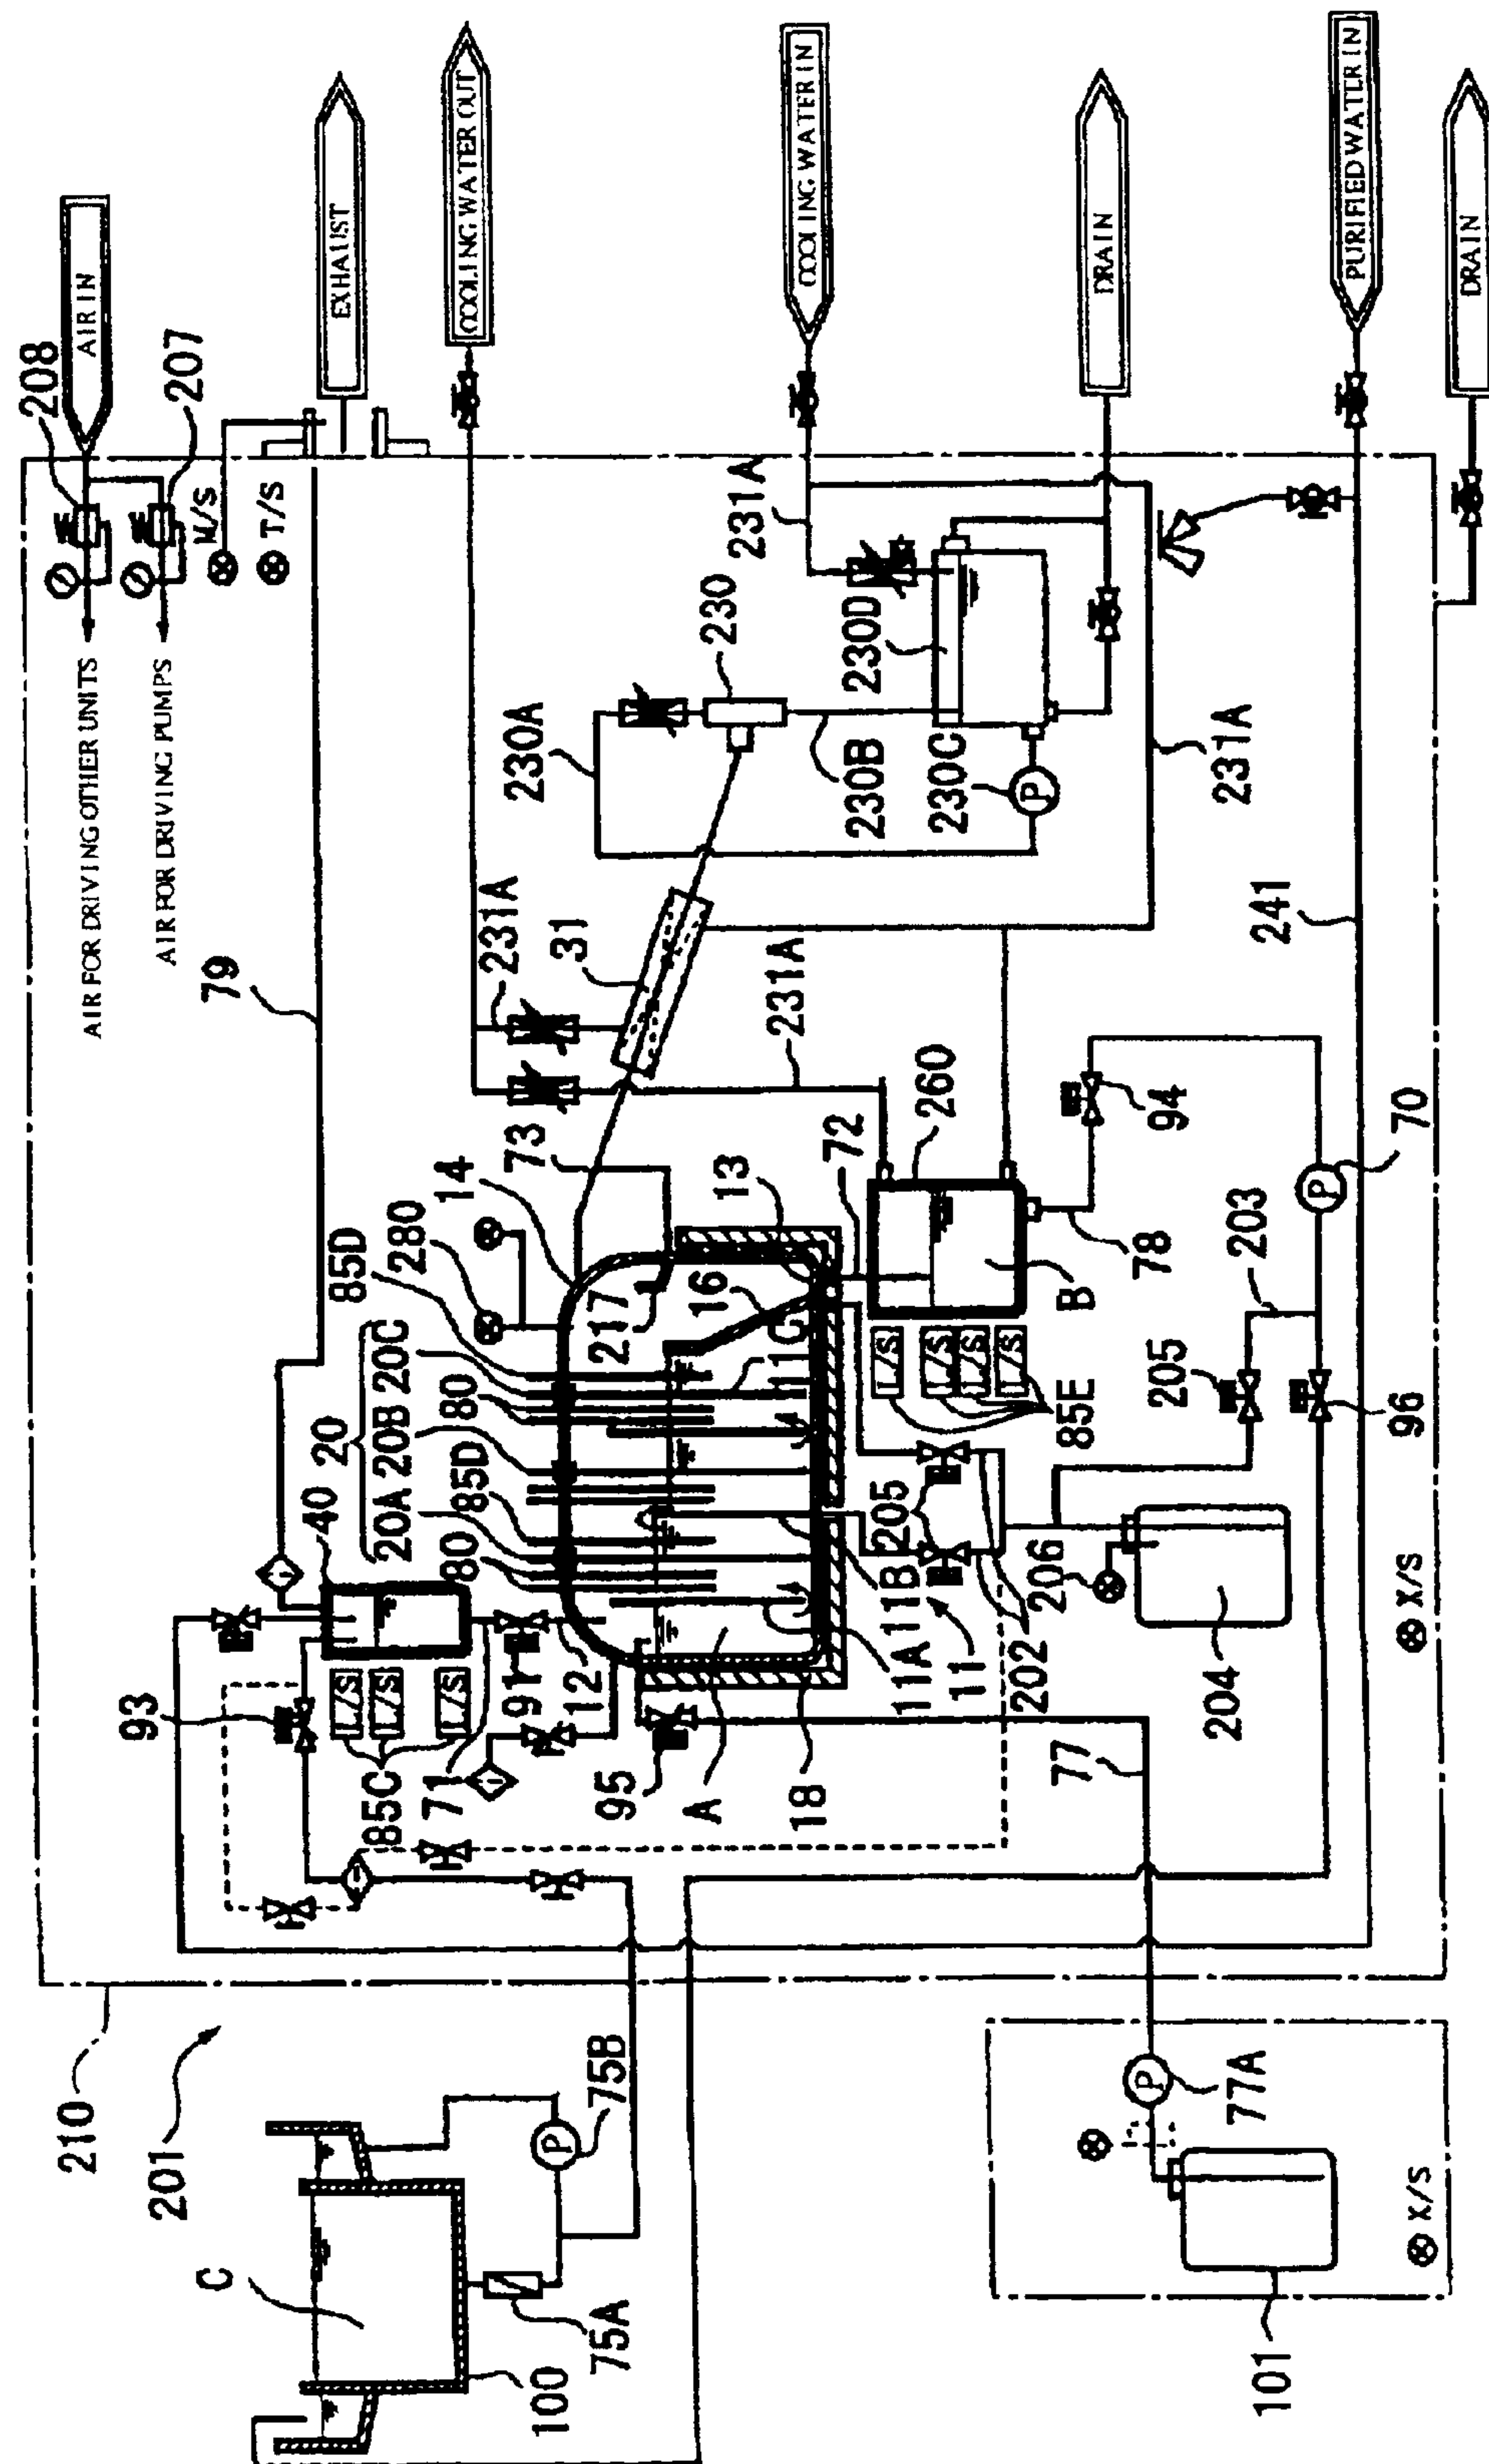 AIR IN
EXHAUST
COOLING WATER OUT
COOLING WATER IN
DRAIN
PURIFIED WATER IN
DRAIN
208
207
M/S
T/S
AIR FOR DRIVING OTHER UNITS
AIR FOR DRIVING PUMPS
79
231A
230
230A
230D
230B
230C
P
231A
241
231A
31
231A
260
72
73
14
280
85D
217
13
16
11C
20
20A 20B 20C
80
85D
80
40
93
L/S
L/S
L/S
85C
71
91
12
95
A
18
11A
11B
11
202
205
206
204
L/S
L/S
L/S
L/S
85E
B
78
94
70
P
203
205
96
77
X/S
210
201
C
100
75A
75B
P
77A
P
101
X/S